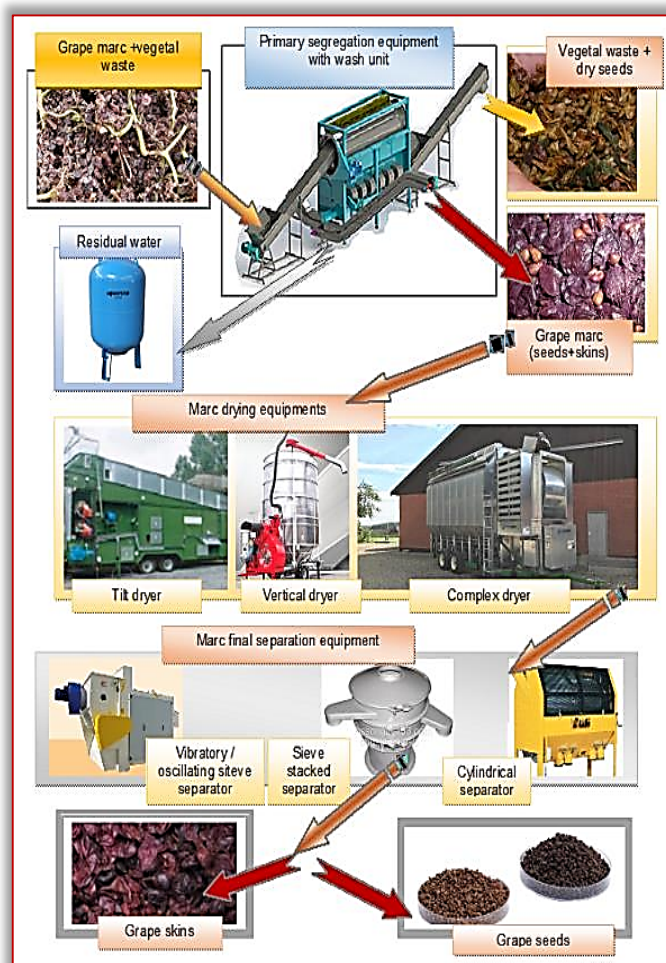 Grape marc +vegetal
waste
Primary segregation equipment
with wash unit
Vegetal waste +
dry seeds
Residual water
Grape marc
(seeds+skins)
Marc drying equipments
Tilt dryer
Vertical dryer
Complex dryer
Marc final separation equipment
Vibratory /
oscillating siteve
separator
Sieve
stacked
separator
Cylindrical
separator
Grape skins
Grape seeds